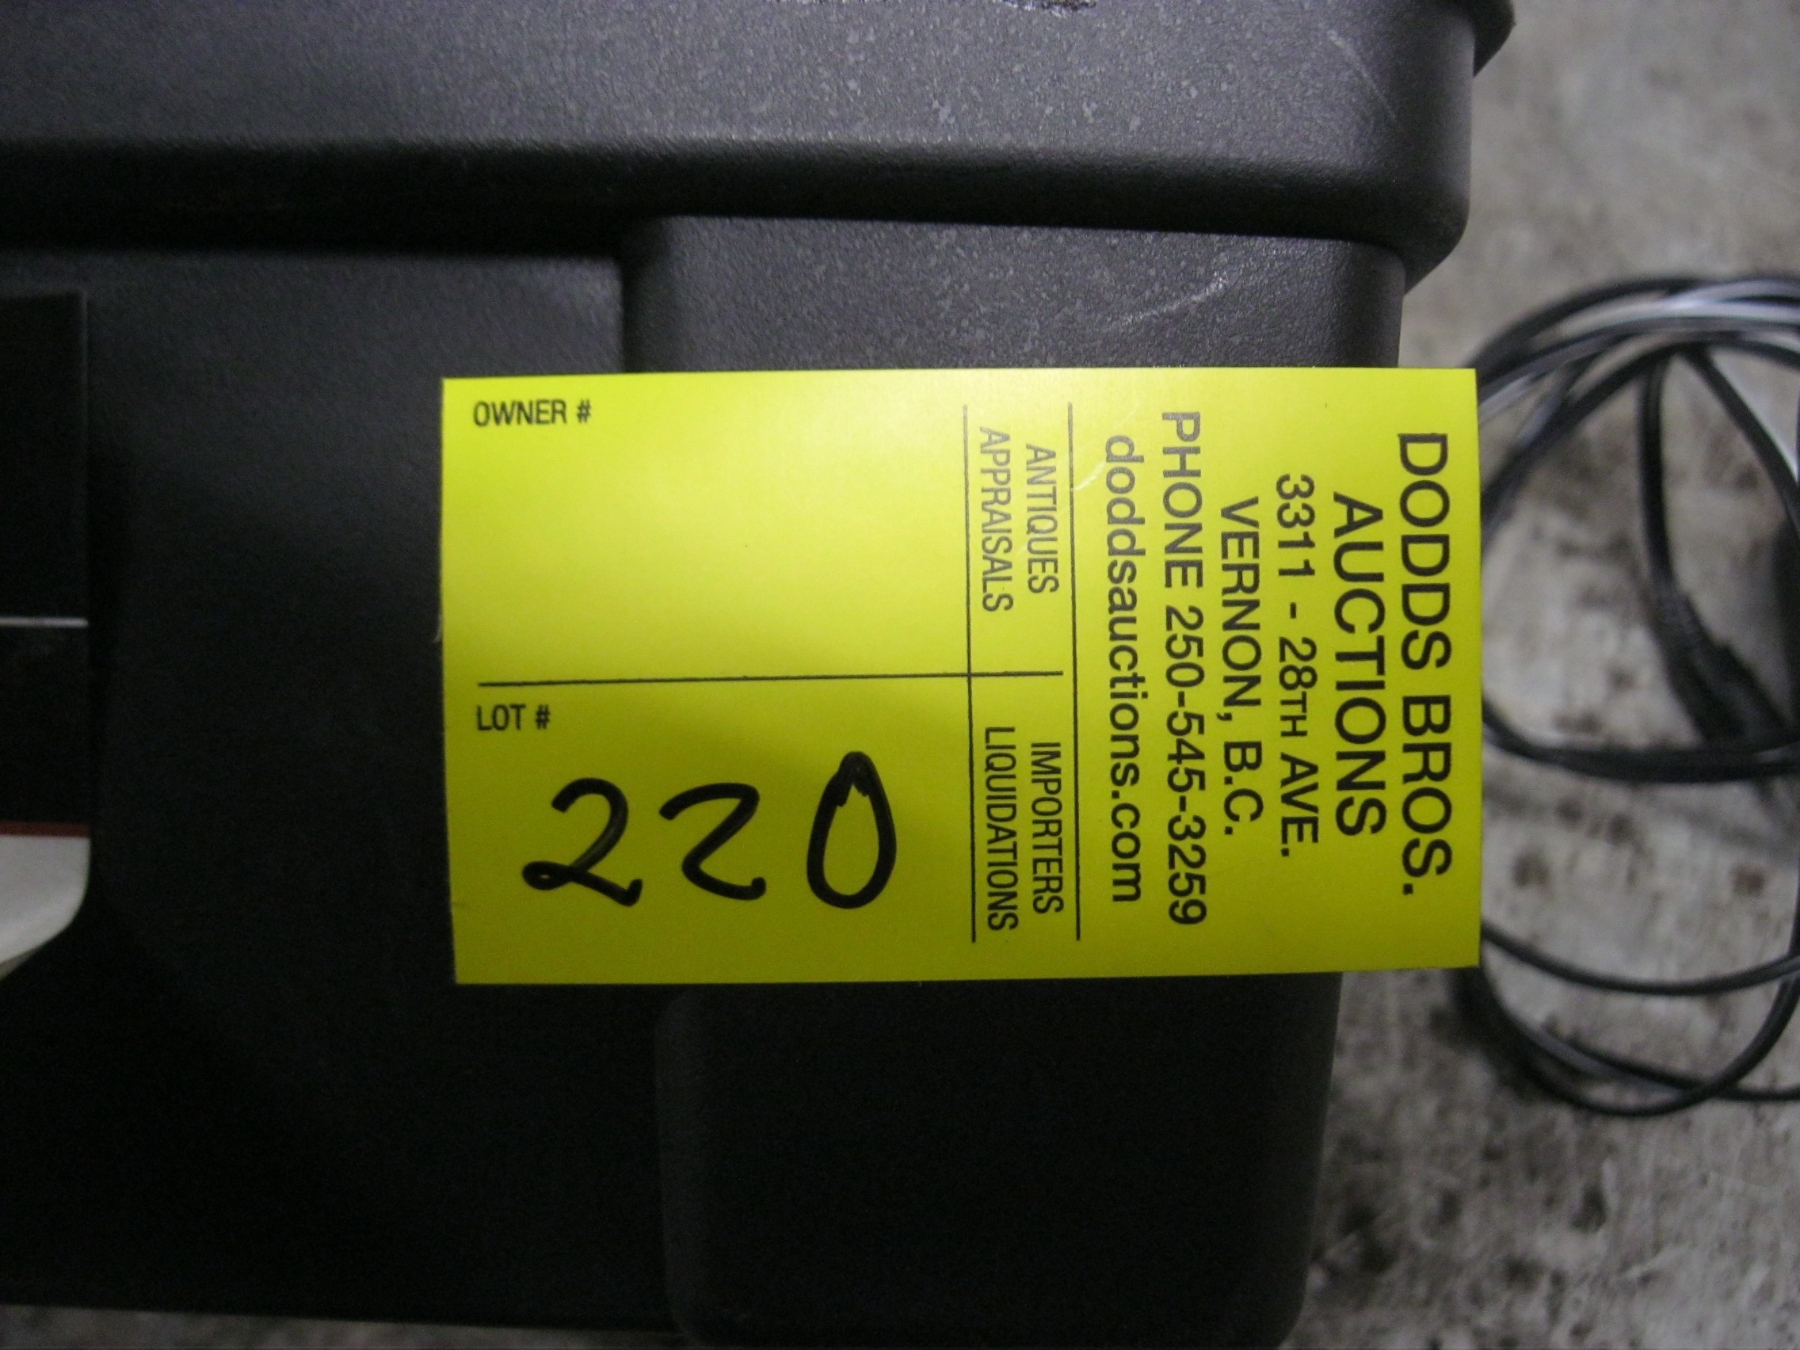 DODDS BROS.
AUCTIONS
3311 - 28TH AVE.
VERNON, B.C.
PHONE 250-545-3259
doddsauctions.com
ANTIQUES
APPRAISALS
IMPORTERS
LIQUIDATIONS
OWNER #
LOT #
220